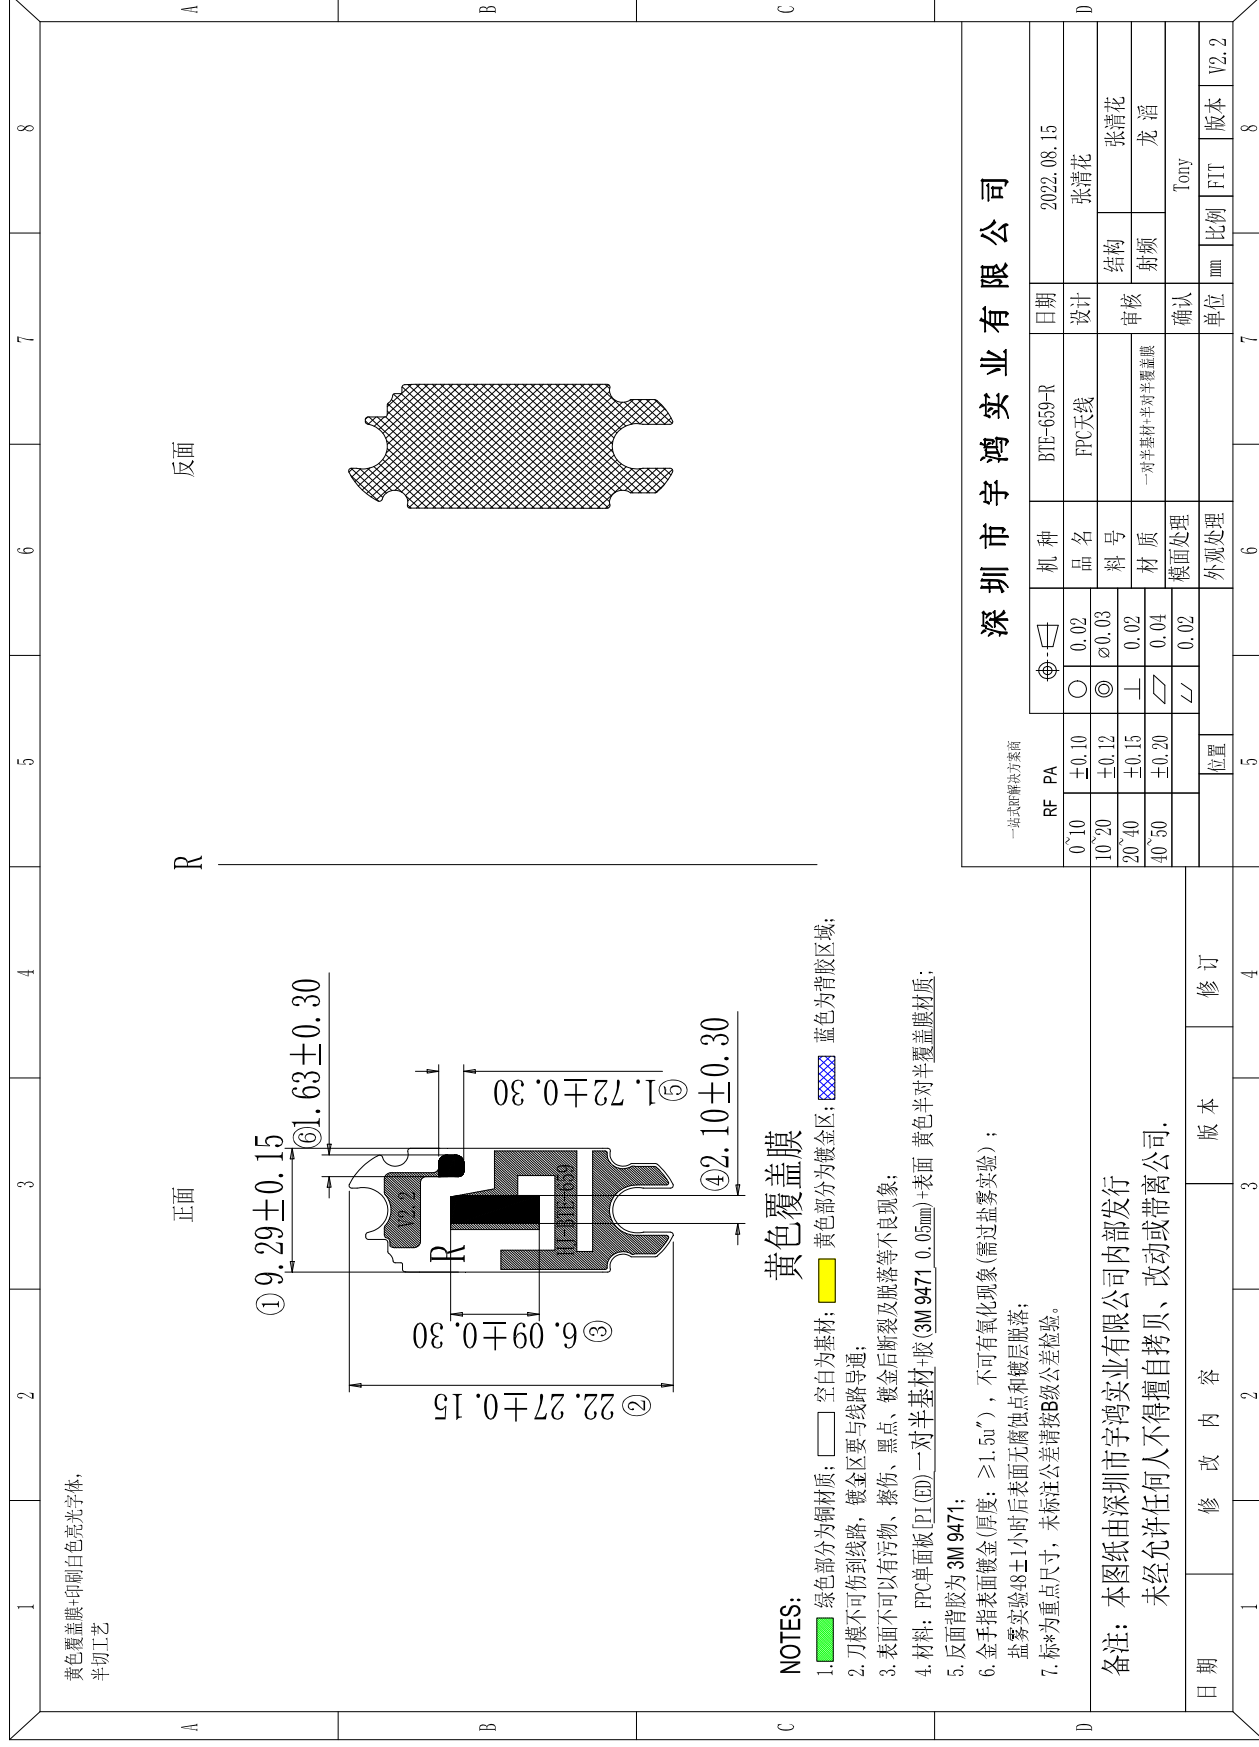 黄色覆盖膜+印刷白色亮光字体,
半切工艺
正面
反面
R
①9.29±0.15
⑥1.63±0.30
②22.27±0.15
③6.09±0.30
⑤1.72±0.30
④2.10±0.30
V2.2
R
HJ-BTE-659
黄色覆盖膜
NOTES:
1. 绿色部分为铜材质; 空白为基材; 黄色部分为镀金区; 蓝色为背胶区域;
2. 刀模不可伤到线路, 镀金区要与线路导通;
3. 表面不可以有污物、擦伤、黑点、镀金后断裂及脱落等不良现象;
4. 材料: FPC单面板[PI(ED)一对半基材+胶(3M 9471 0.05mm)+表面 黄色半对半覆盖膜材质;
5. 反面背胶为 3M 9471;
6. 金手指表面镀金(厚度: ≥1.5u"), 不可有氧化现象(需过盐雾实验);
盐雾实验48±1小时后表面无腐蚀点和镀层脱落;
7. 标*为重点尺寸, 未标注公差请按B级公差检验。
备注: 本图纸由深圳市宇鸿实业有限公司内部发行
未经允许任何人不得擅自拷贝、改动或带离公司.
日期 修改内容 版本 修订
深圳市宇鸿实业有限公司
一站式RF解决方案商
RF PA
0~10 ±0.10 ○ 0.02
10~20 ±0.12 ◎ ⌀0.03
20~40 ±0.15 ⊥ 0.02
40~50 ±0.20 ▱ 0.04
⫽ 0.02
位置
机种 BTE-659-R 日期 2022.08.15
品名 FPC天线 设计 张清花
料号 审核 结构 张清花
材质 一对半基材+半对半覆盖膜 射频 龙滔
模面处理 确认 Tony
外观处理 单位 mm 比例 FIT 版本 V2.2
1 2 3 4 5 6 7 8
1 2 3 4 5 6 7 8
A B C D
A B C D